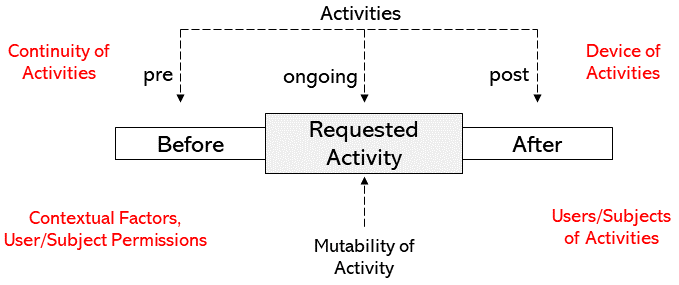 Activities
Continuity of
Activities
Device of
Activities
pre
ongoing
post
Before
Requested
Activity
After
Contextual Factors,
User/Subject Permissions
Users/Subjects
of Activities
Mutability of
Activity